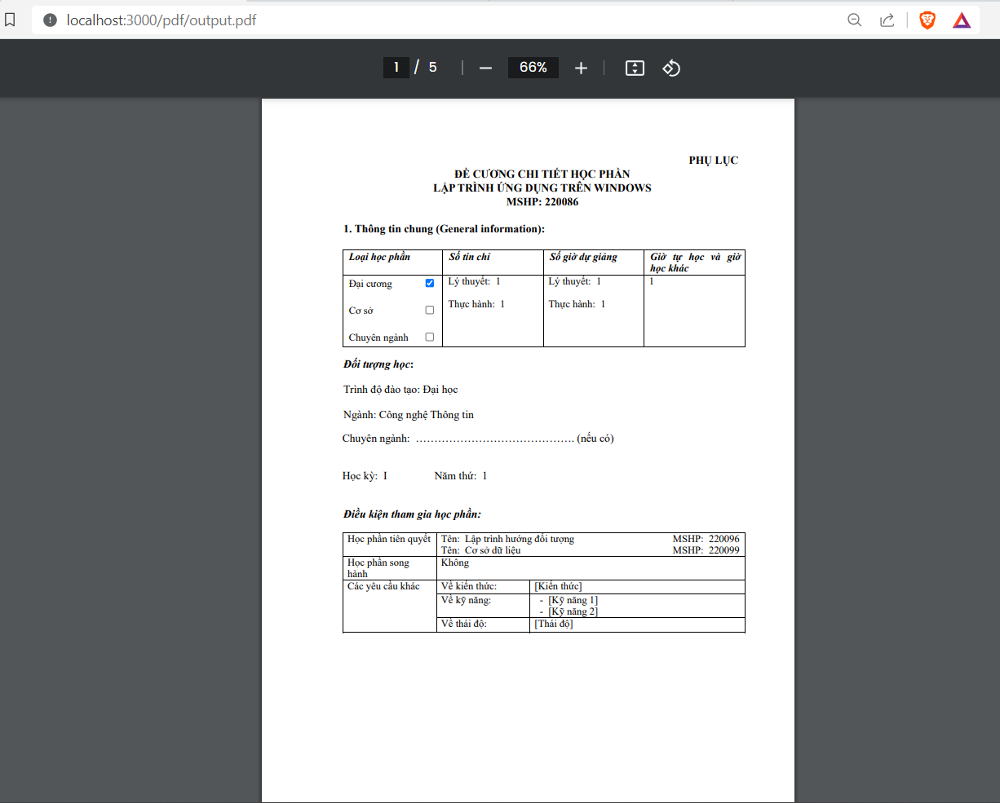 localhost:3000/pdf/output.pdf
1 / 5 66%
PHỤ LỤC
ĐỀ CƯƠNG CHI TIẾT HỌC PHẦN
LẬP TRÌNH ỨNG DỤNG TRÊN WINDOWS
MSHP: 220086
1. Thông tin chung (General information):
Loại học phần Số tín chỉ Số giờ dự giảng Giờ tự học và giờ
học khác
Đại cương Lý thuyết: 1 Lý thuyết: 1 1
Thực hành: 1 Thực hành: 1
Cơ sở
Chuyên ngành
Đối tượng học:
Trình độ đào tạo: Đại học
Ngành: Công nghệ Thông tin
Chuyên ngành: ……………………………………. (nếu có)
Học kỳ: I Năm thứ: 1
Điều kiện tham gia học phần:
Học phần tiên quyết Tên: Lập trình hướng đối tượng MSHP: 220096
Tên: Cơ sở dữ liệu MSHP: 220099
Học phần song Không
hành
Các yêu cầu khác Về kiến thức: [Kiến thức]
Về kỹ năng: - [Kỹ năng 1]
- [Kỹ năng 2]
Về thái độ: [Thái độ]